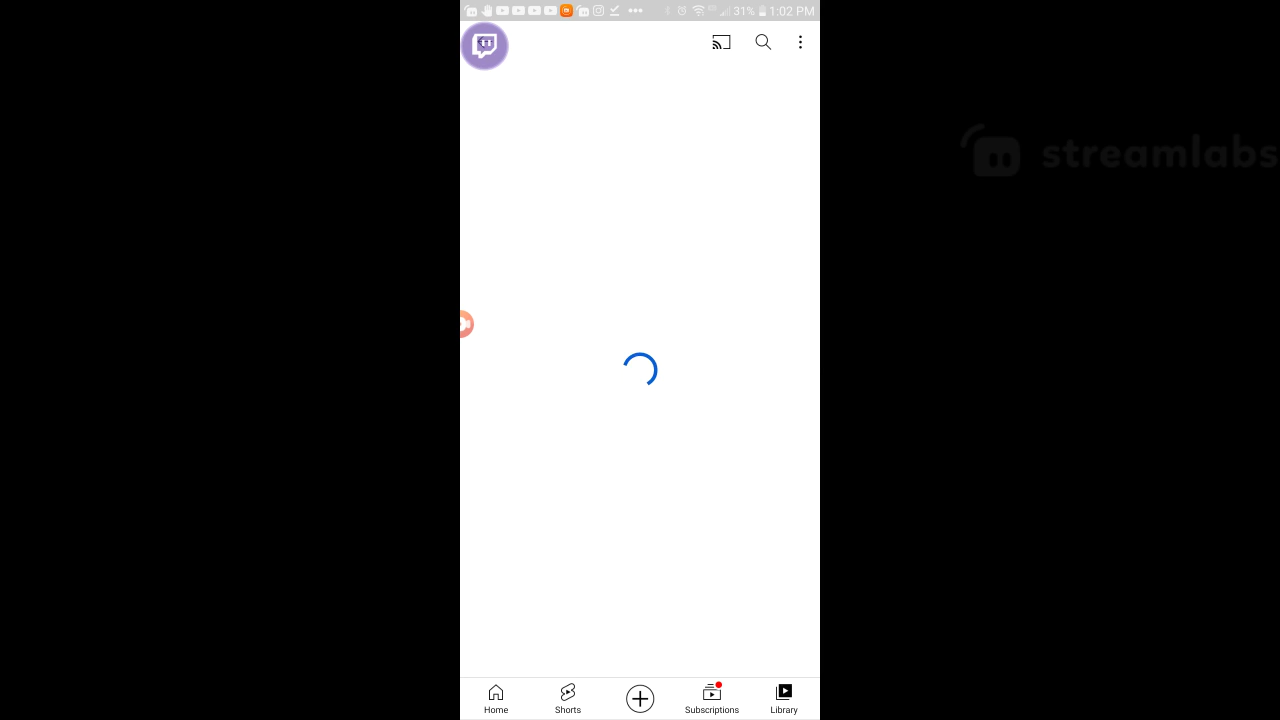 31% 1:02 PM
streamlabs
Home
Shorts
Subscriptions
Library